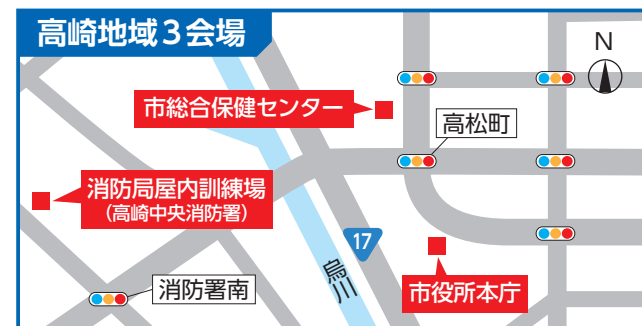 高崎地域3会場
N
市総合保健センター
高松町
消防局屋内訓練場
(高崎中央消防署)
17
烏川
消防署南
市役所本庁